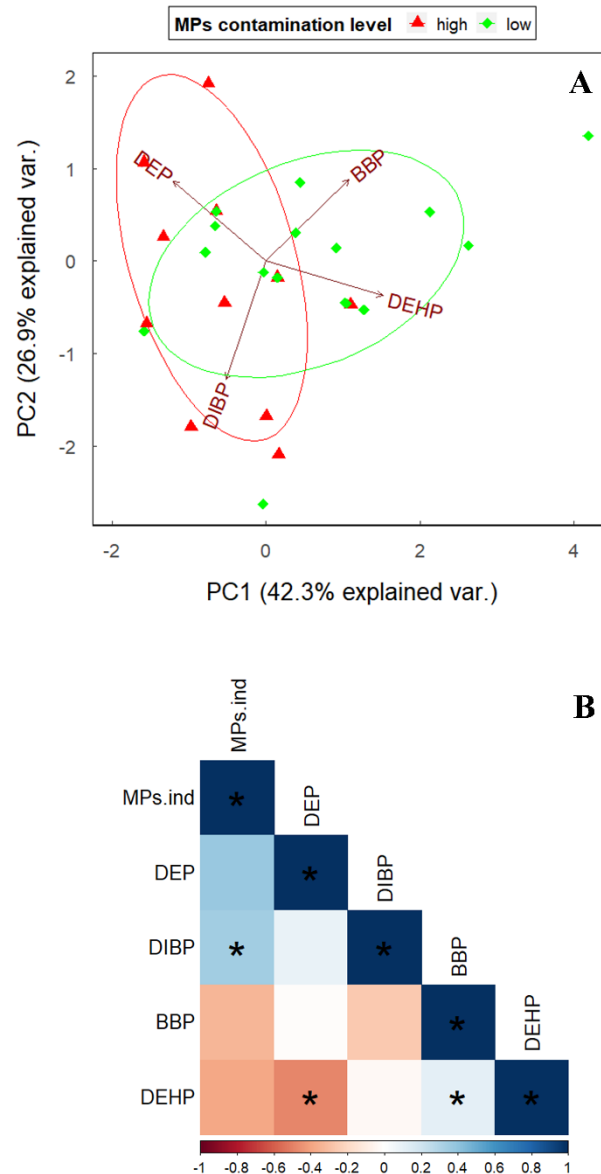 MPs contamination level high low
A
2
1
0
-1
-2
PC2 (26.9% explained var.)
DEP
BBP
DEHP
DIBP
-2 0 2 4
PC1 (42.3% explained var.)
B
MPs.ind
MPs.ind *
DEP
DEP *
DIBP
DIBP * *
BBP
BBP *
DEHP
DEHP * * *
-1 -0.8 -0.6 -0.4 -0.2 0 0.2 0.4 0.6 0.8 1